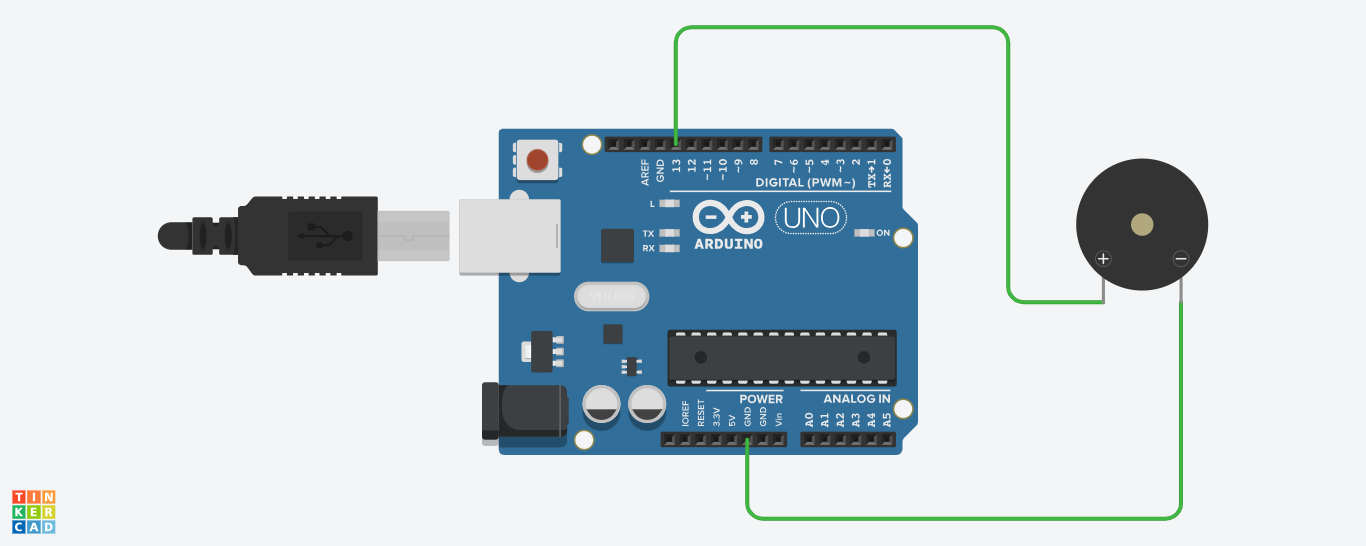 AREF
GND
13
12
~11
~10
~9
8
7
~6
~5
4
~3
2
TX→1
RX←0
DIGITAL (PWM~)
L
TX
RX
ON
UNO
ARDUINO
+
−
POWER
ANALOG IN
IOREF
RESET
3.3V
5V
GND
GND
Vin
A0
A1
A2
A3
A4
A5
TIN
KER
CAD